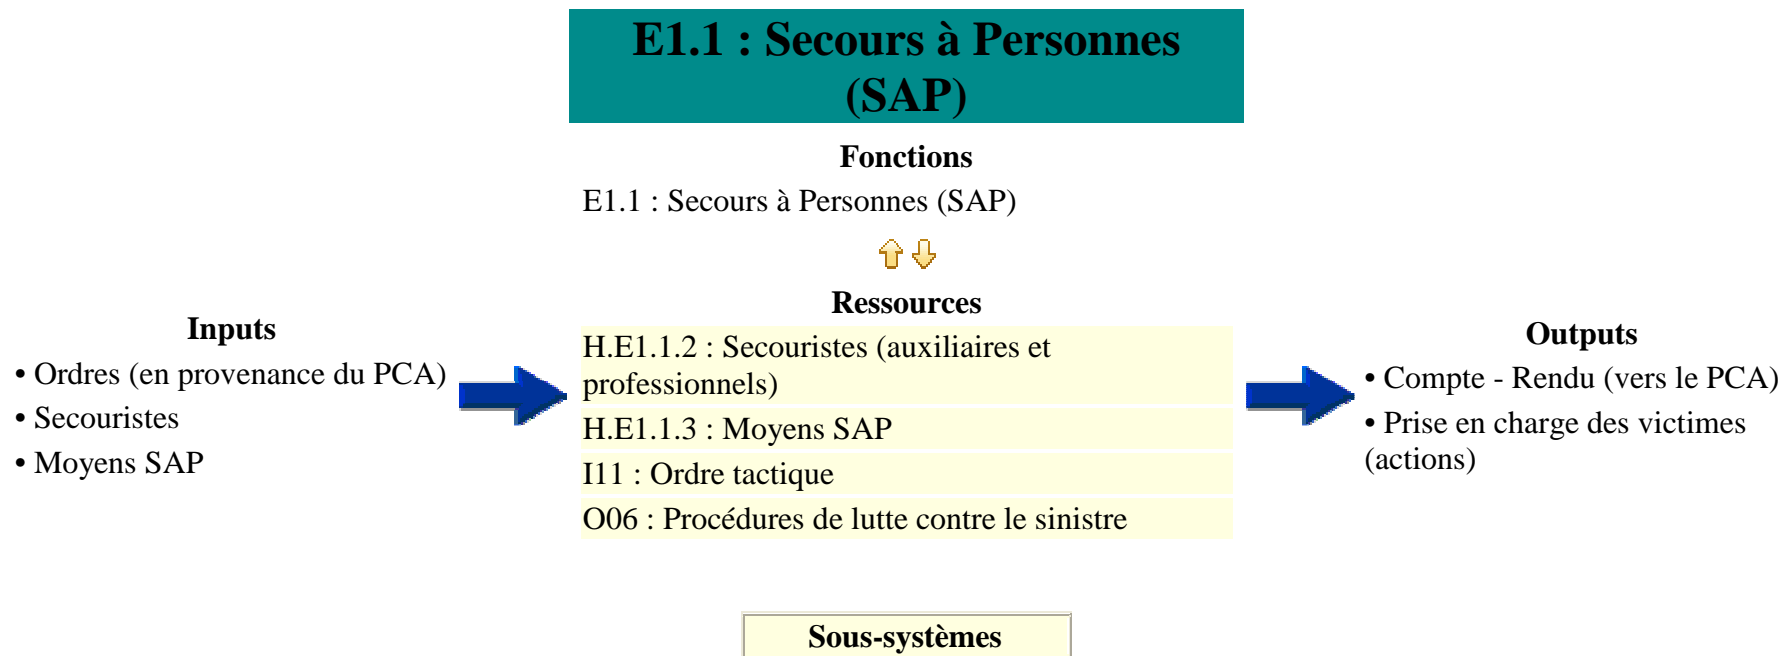 E1.1 : Secours à Personnes
(SAP)
Fonctions
E1.1 : Secours à Personnes (SAP)
Ressources
Inputs
• Ordres (en provenance du PCA)
• Secouristes
• Moyens SAP
H.E1.1.2 : Secouristes (auxiliaires et
professionnels)
H.E1.1.3 : Moyens SAP
I11 : Ordre tactique
O06 : Procédures de lutte contre le sinistre
Outputs
• Compte - Rendu (vers le PCA)
• Prise en charge des victimes
(actions)
Sous-systèmes